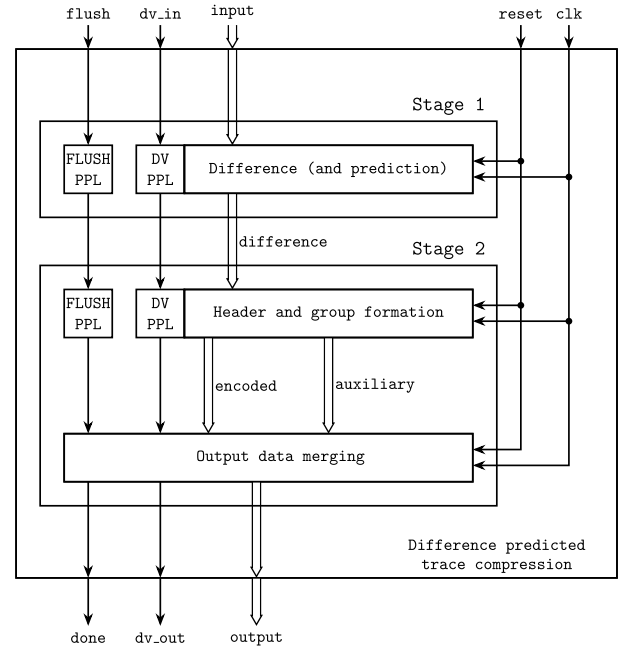 flush dv_in input reset clk
Stage 1
FLUSH PPL
DV PPL
Difference (and prediction)
difference
Stage 2
FLUSH PPL
DV PPL
Header and group formation
encoded auxiliary
Output data merging
Difference predicted
trace compression
done dv_out output